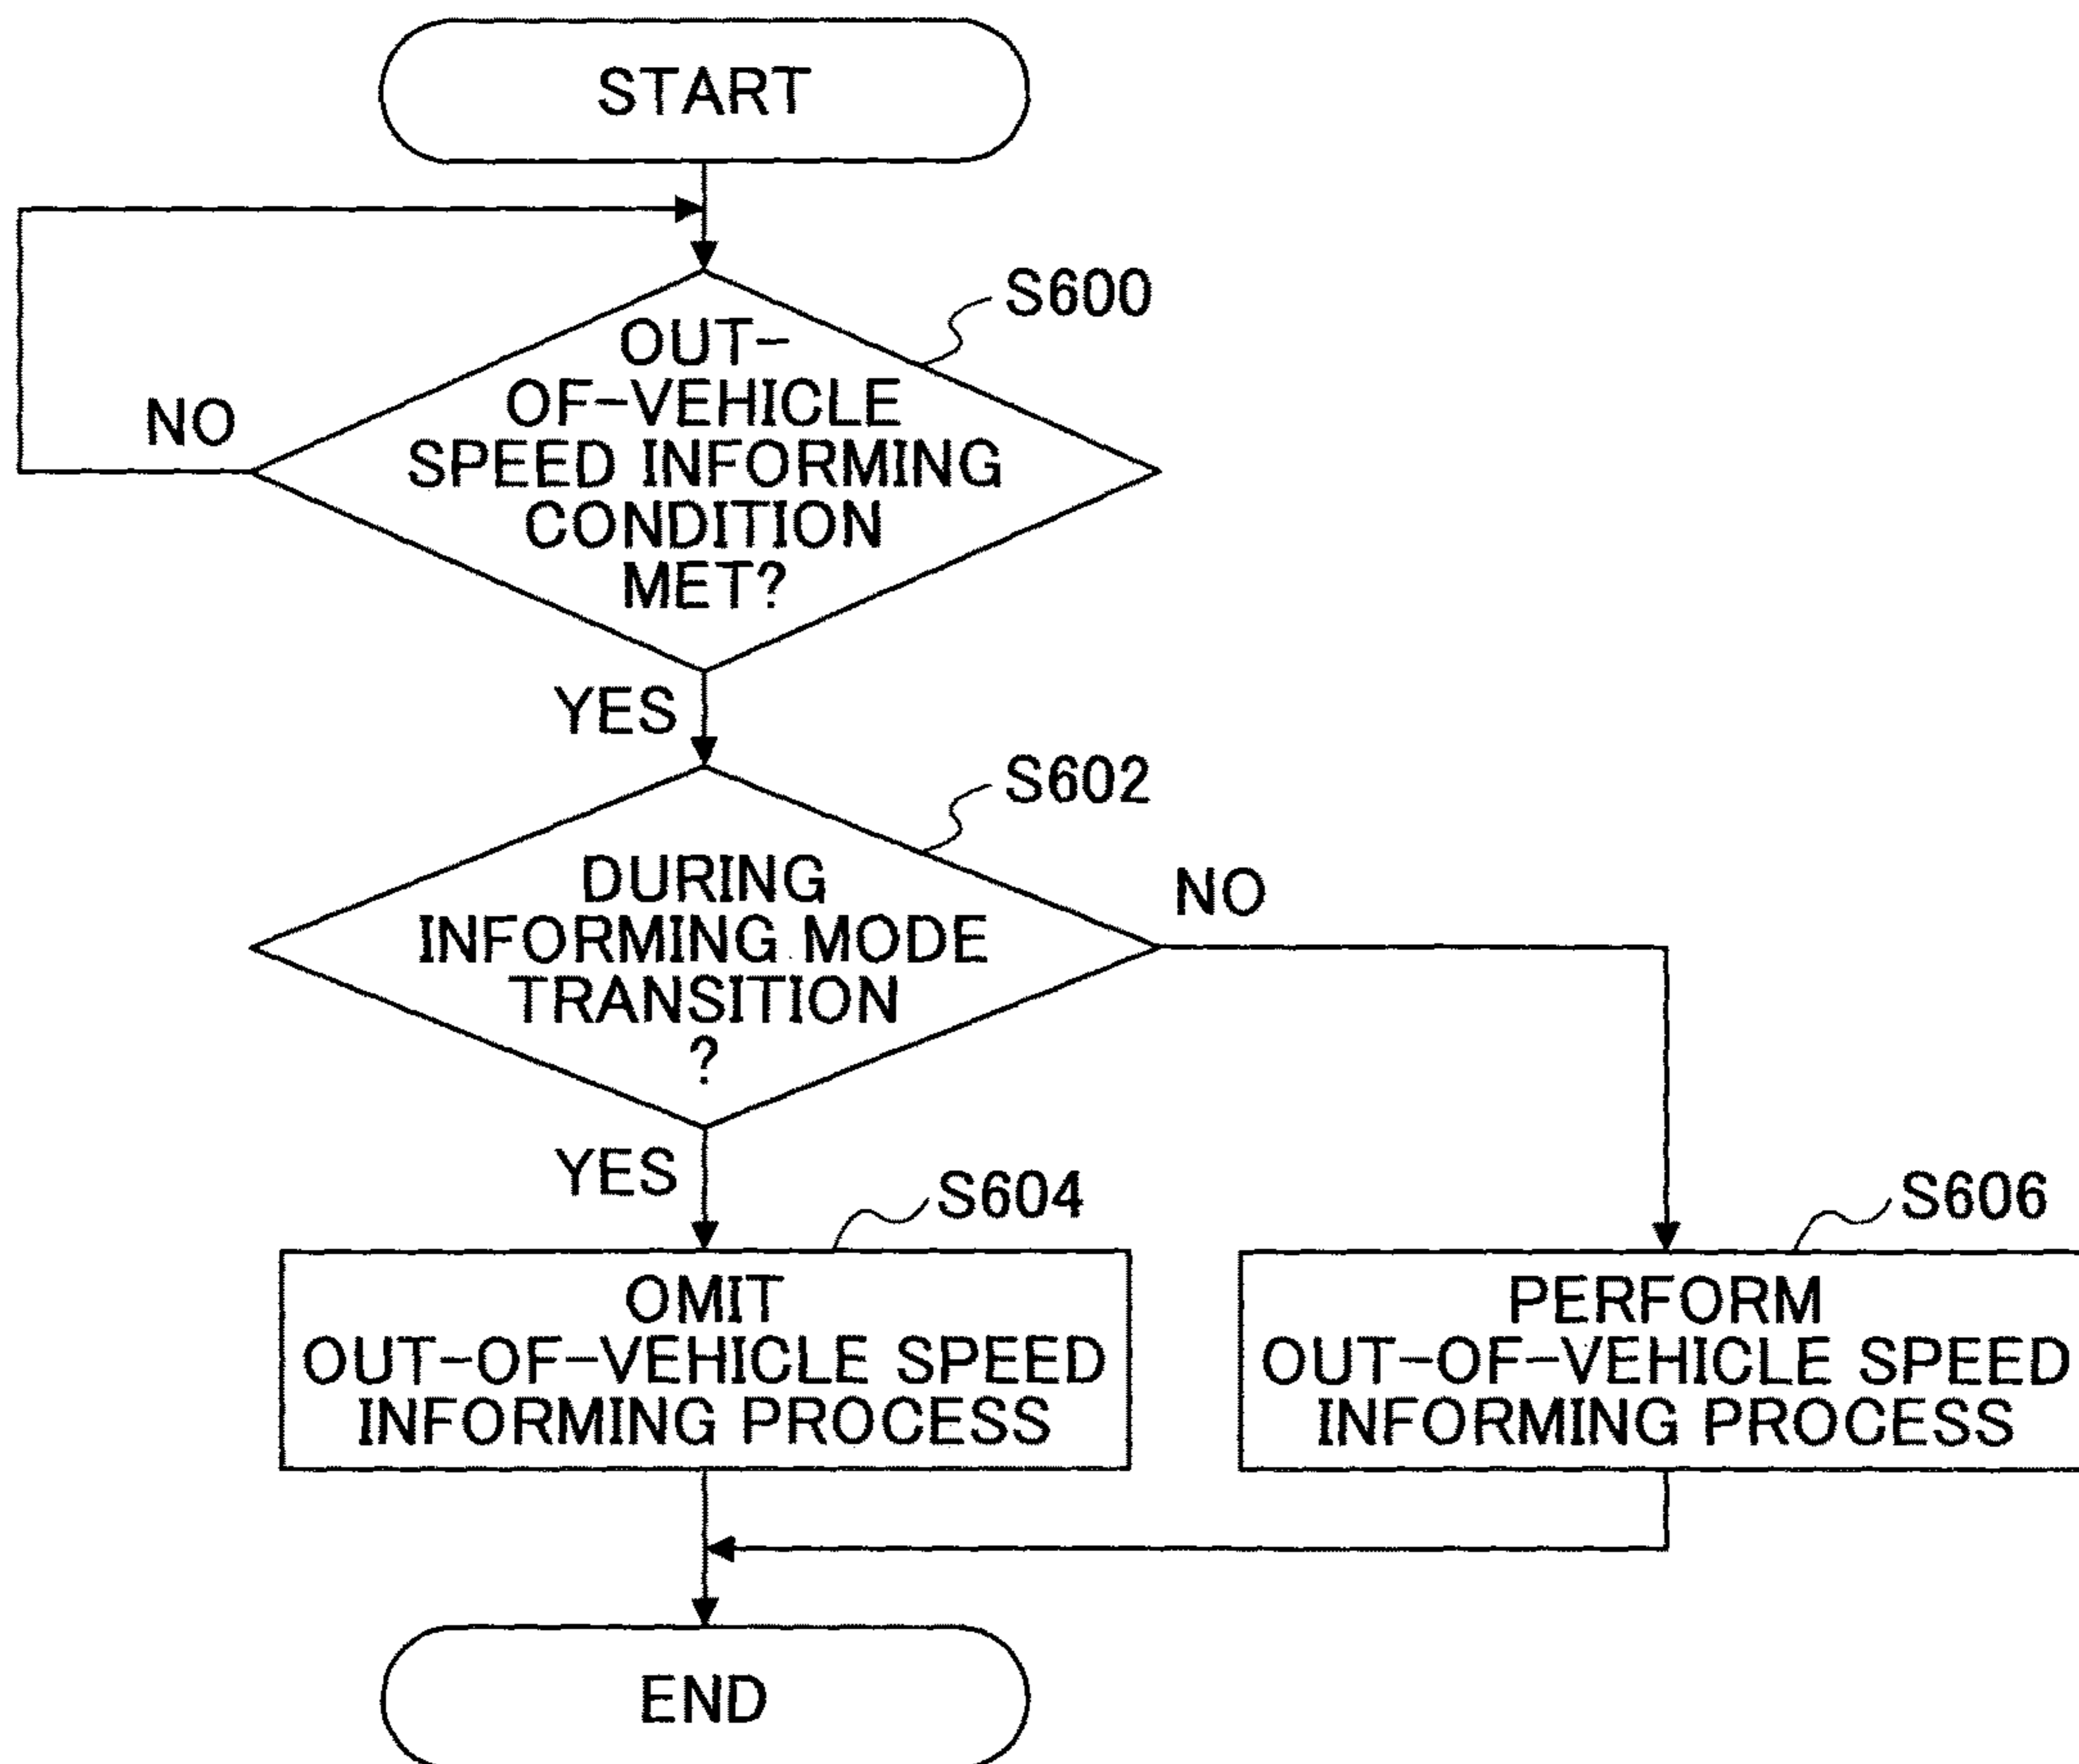 START
S600
OUT-
OF-VEHICLE
SPEED INFORMING
CONDITION
MET?
NO
YES
S602
DURING
INFORMING MODE
TRANSITION
?
NO
YES
S604
OMIT
OUT-OF-VEHICLE SPEED
INFORMING PROCESS
S606
PERFORM
OUT-OF-VEHICLE SPEED
INFORMING PROCESS
END